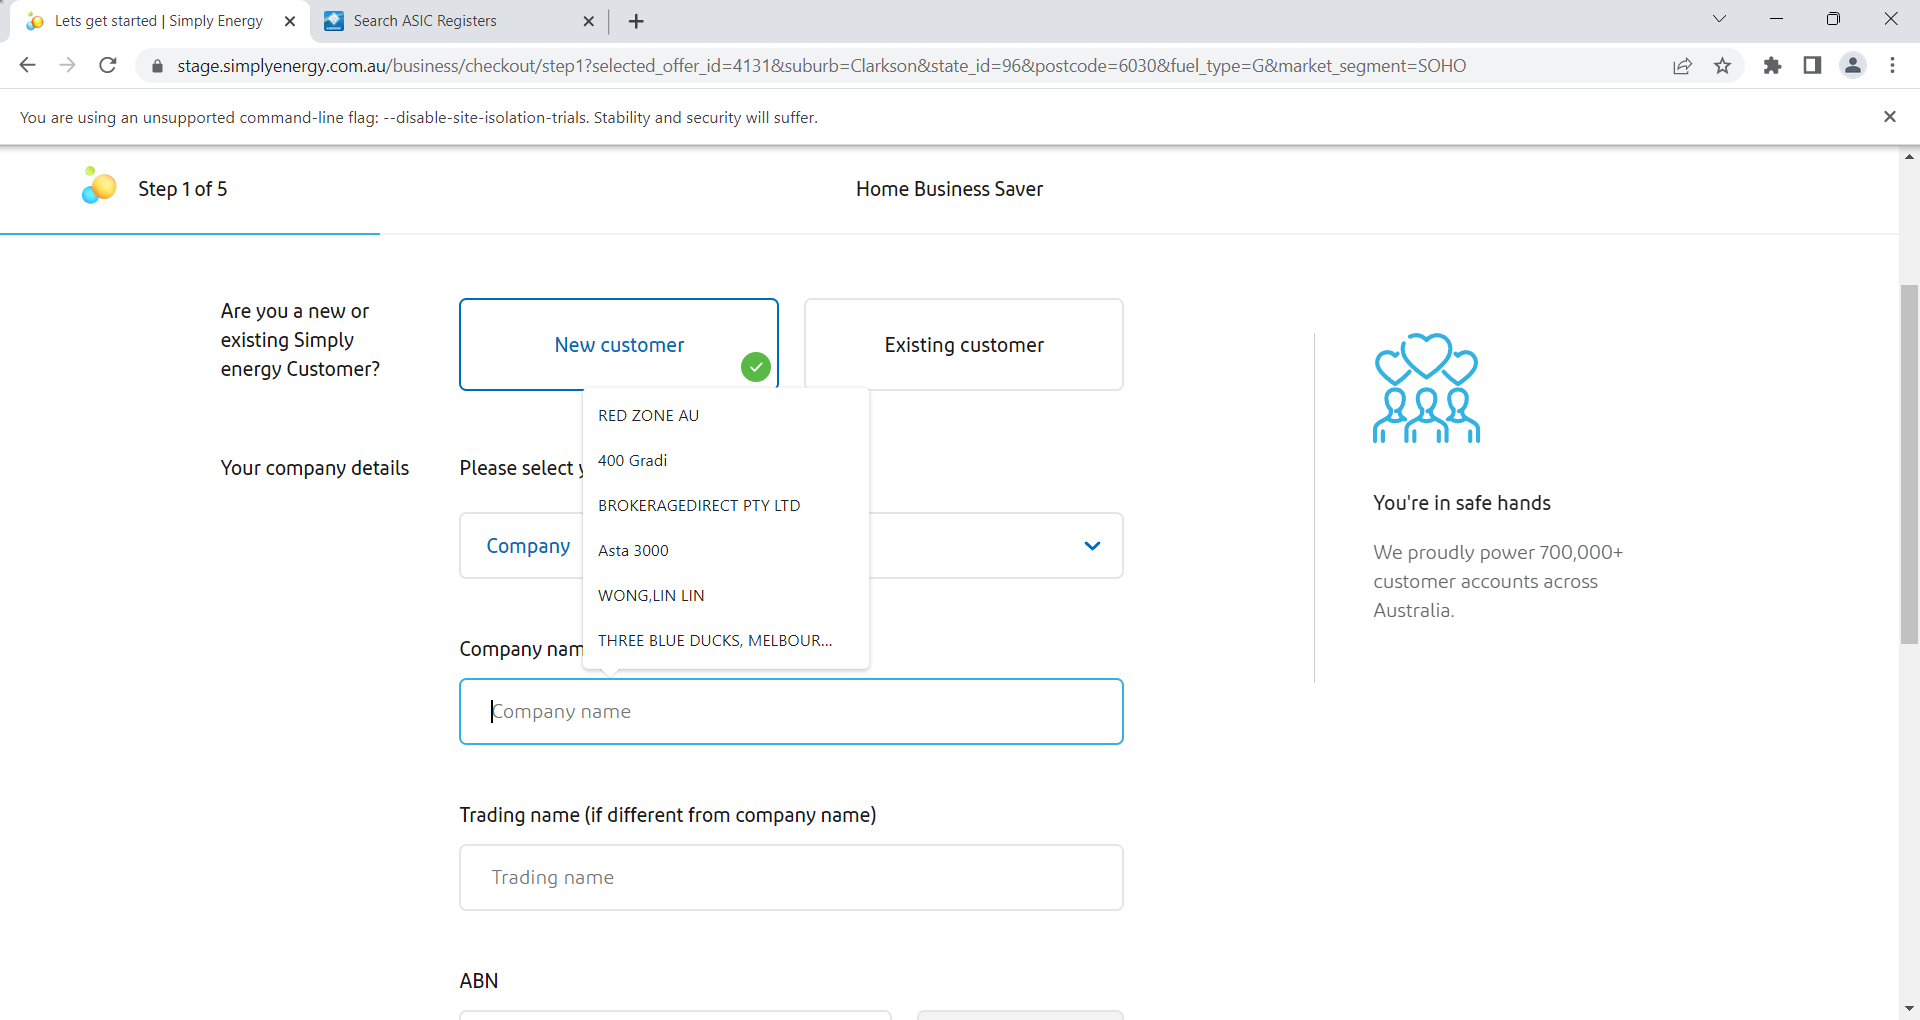 Lets get started | Simply Energy
Search ASIC Registers
stage.simplyenergy.com.au/business/checkout/step1?selected_offer_id=4131&suburb=Clarkson&state_id=96&postcode=6030&fuel_type=G&market_segment=SOHO
You are using an unsupported command-line flag: --disable-site-isolation-trials. Stability and security will suffer.
Step 1 of 5
Home Business Saver
Are you a new or
existing Simply
energy Customer?
New customer
Existing customer
RED ZONE AU
400 Gradi
BROKERAGEDIRECT PTY LTD
Asta 3000
WONG,LIN LIN
THREE BLUE DUCKS, MELBOUR...
Your company details
Please select y
Company
Company nam
Company name
Trading name (if different from company name)
Trading name
ABN
You're in safe hands
We proudly power 700,000+
customer accounts across
Australia.